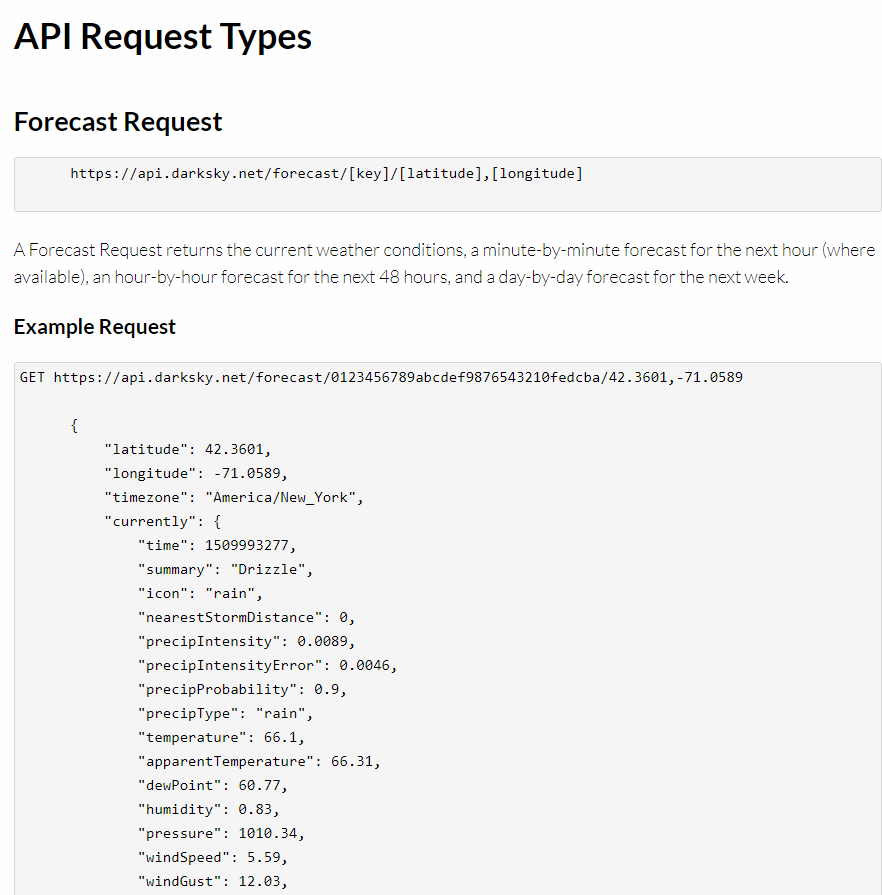 API Request Types
Forecast Request
https://api.darksky.net/forecast/[key]/[latitude],[longitude]
A Forecast Request returns the current weather conditions, a minute-by-minute forecast for the next hour (where
available), an hour-by-hour forecast for the next 48 hours, and a day-by-day forecast for the next week.
Example Request
GET https://api.darksky.net/forecast/0123456789abcdef9876543210fedcba/42.3601,-71.0589
{
"latitude": 42.3601,
"longitude": -71.0589,
"timezone": "America/New_York",
"currently": {
"time": 1509993277,
"summary": "Drizzle",
"icon": "rain",
"nearestStormDistance": 0,
"precipIntensity": 0.0089,
"precipIntensityError": 0.0046,
"precipProbability": 0.9,
"precipType": "rain",
"temperature": 66.1,
"apparentTemperature": 66.31,
"dewPoint": 60.77,
"humidity": 0.83,
"pressure": 1010.34,
"windSpeed": 5.59,
"windGust": 12.03,